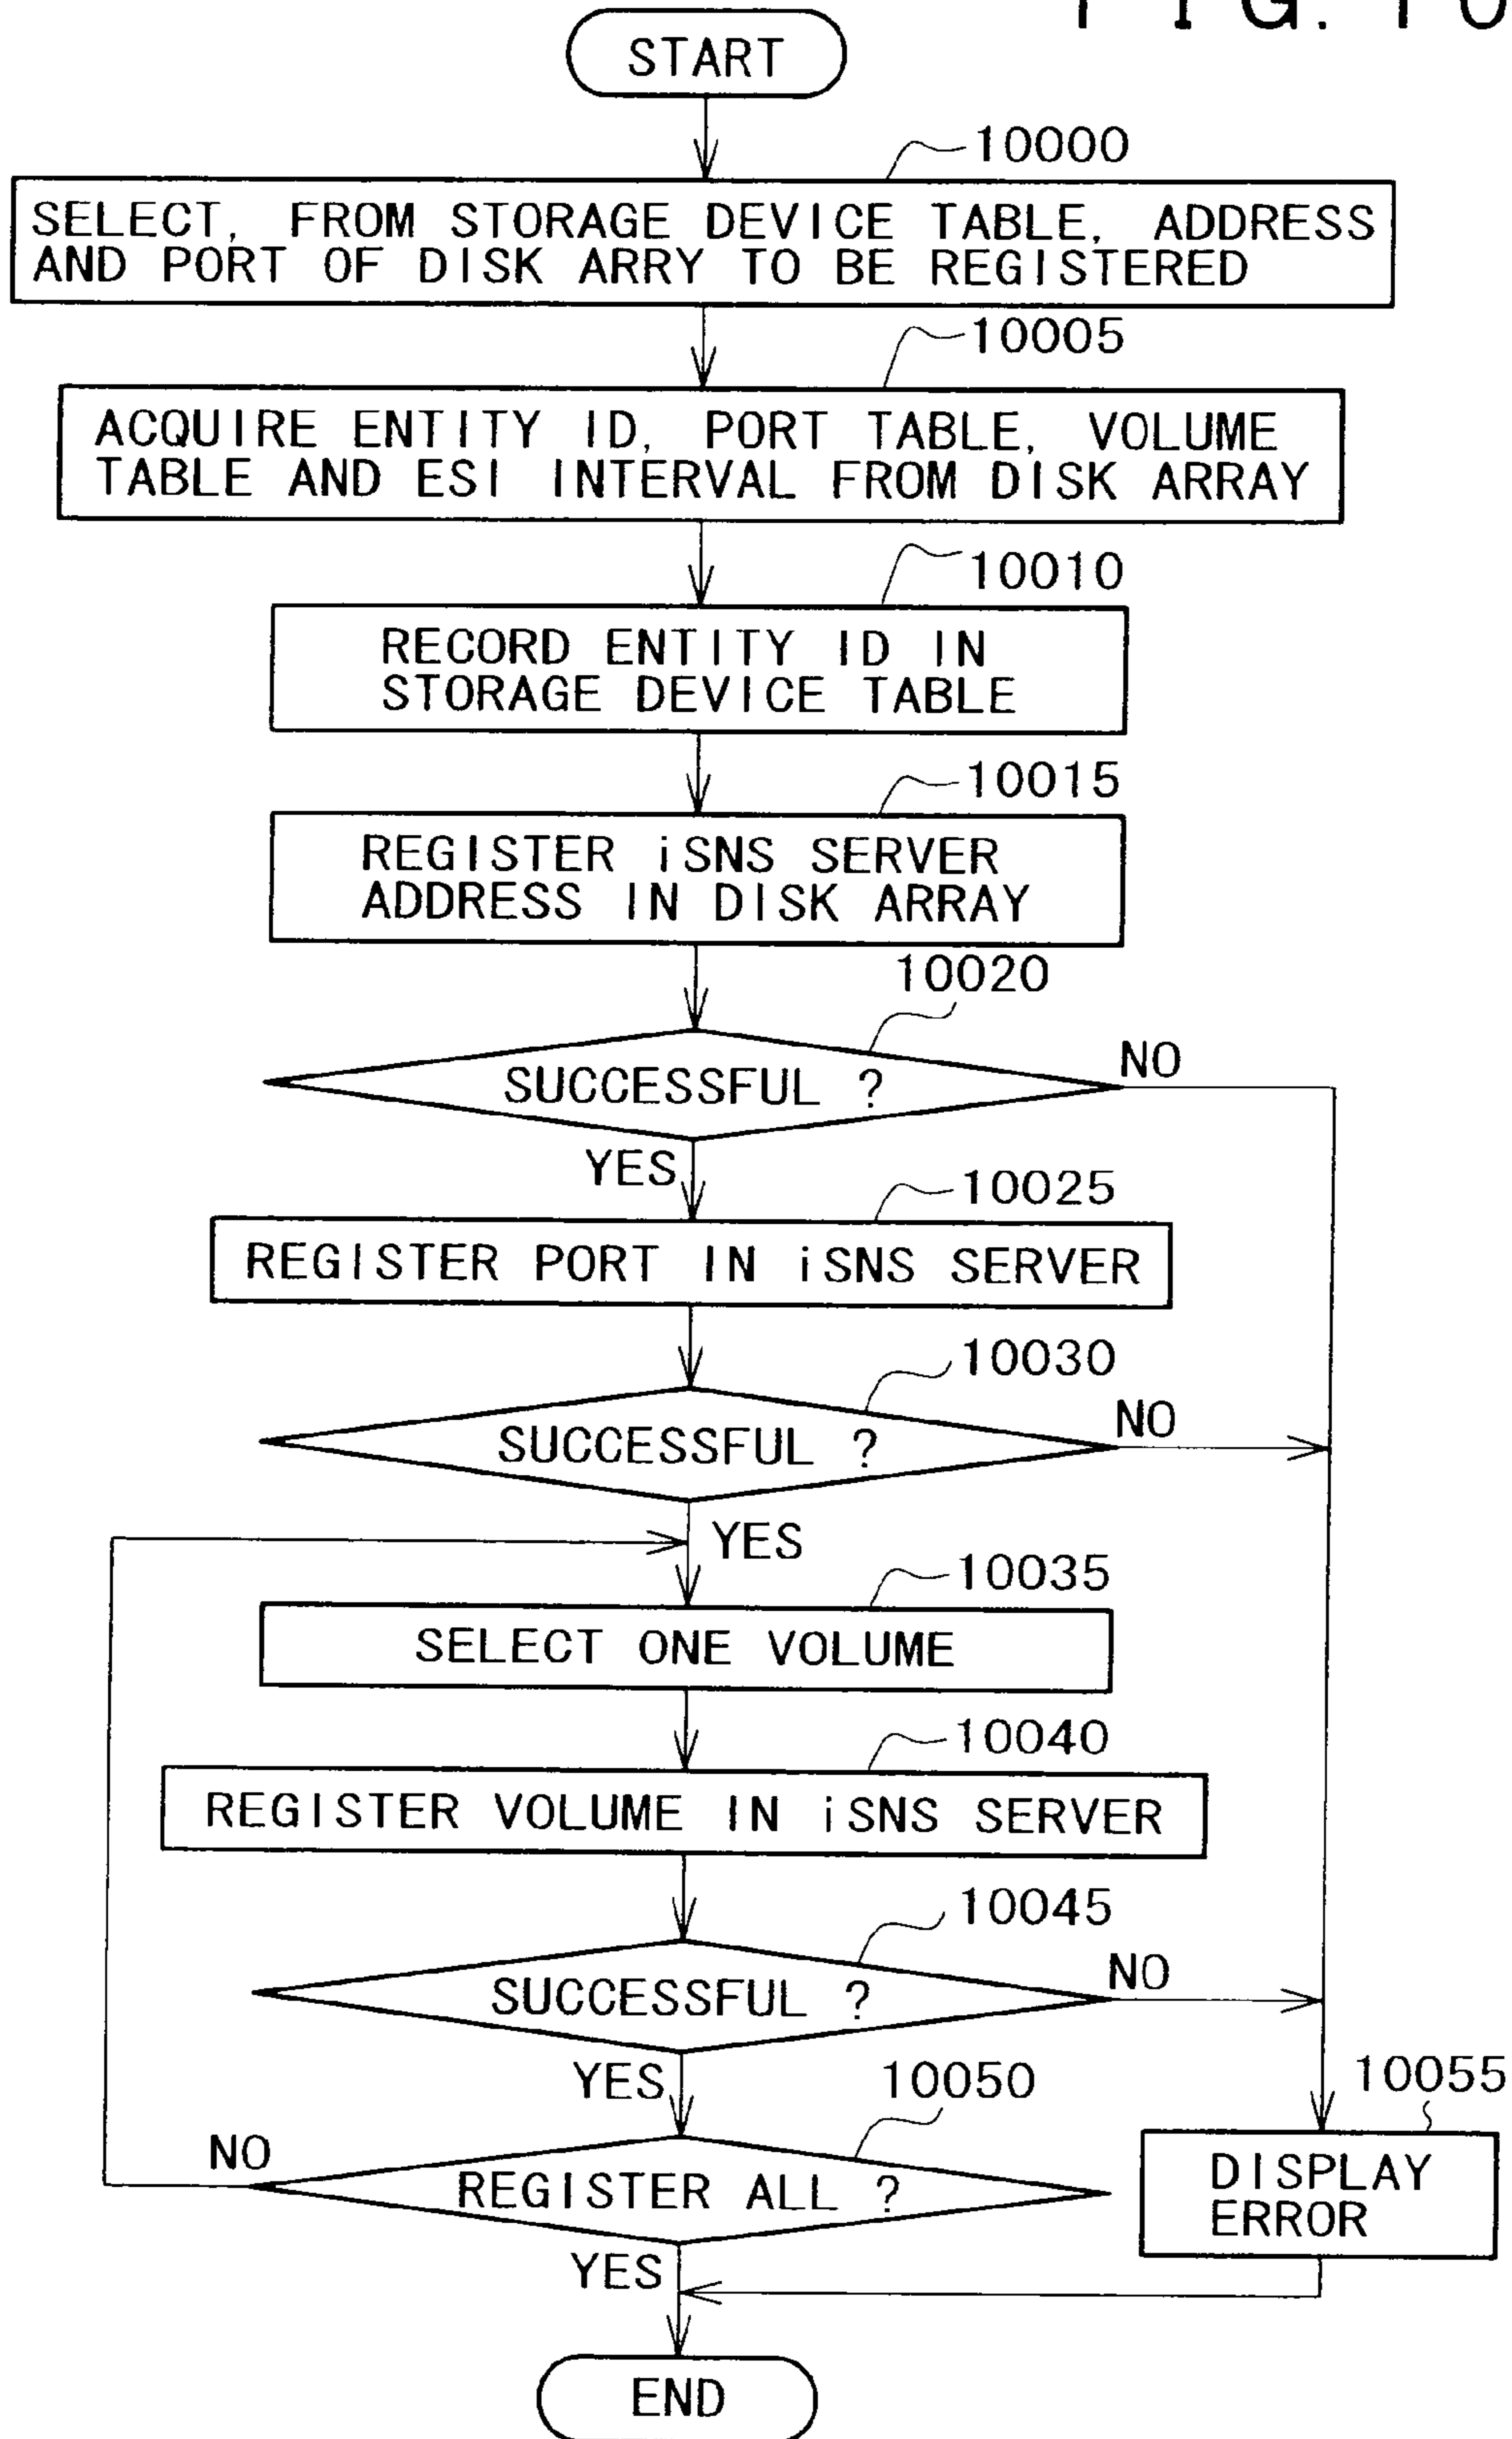 FIG. 10
START
10000
SELECT, FROM STORAGE DEVICE TABLE, ADDRESS
AND PORT OF DISK ARRY TO BE REGISTERED
10005
ACQUIRE ENTITY ID, PORT TABLE, VOLUME
TABLE AND ESI INTERVAL FROM DISK ARRAY
10010
RECORD ENTITY ID IN
STORAGE DEVICE TABLE
10015
REGISTER iSNS SERVER
ADDRESS IN DISK ARRAY
10020
SUCCESSFUL ?
NO
YES
10025
REGISTER PORT IN iSNS SERVER
10030
SUCCESSFUL ?
NO
YES
10035
SELECT ONE VOLUME
10040
REGISTER VOLUME IN iSNS SERVER
10045
SUCCESSFUL ?
NO
YES
10050
REGISTER ALL ?
NO
YES
10055
DISPLAY
ERROR
END